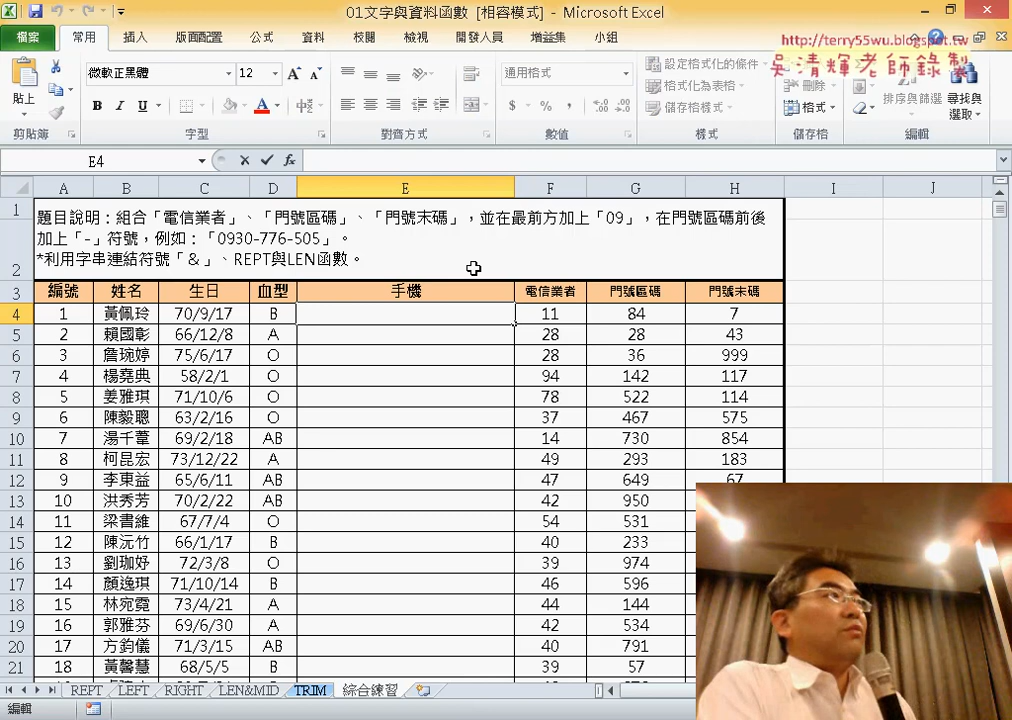 01文字與資料函數 [相容模式] - Microsoft Excel
檔案 常用 插入 版面配置 公式 資料 校閱 檢視 開發人員 增益集 小組
http://terry55wu.blogspot.tw
吳清輝老師錄製
微軟正黑體 12 通用格式 設定格式化的條件
貼上 格式化為表格 刪除 排序與篩選 尋找與
儲存格樣式 格式 選取
剪貼簿 字型 對齊方式 數值 樣式 儲存格 編輯
E4 fx
A B C D E F G H I J
1 題目說明：組合「電信業者」、「門號區碼」、「門號末碼」，並在最前方加上「09」，在門號區碼前後
加上「-」符號，例如：「0930-776-505」。
2 *利用字串連結符號「&」、REPT與LEN函數。
3 編號 姓名 生日 血型 手機 電信業者 門號區碼 門號末碼
4 1 黃佩玲 70/9/17 B 11 84 7
5 2 賴國彰 66/12/8 A 28 28 43
6 3 詹琬婷 75/6/17 O 28 36 999
7 4 楊堯典 58/2/1 O 94 142 117
8 5 姜雅琪 71/10/6 O 78 522 114
9 6 陳毅聰 63/2/16 O 37 467 575
10 7 湯千葦 69/2/18 AB 14 730 854
11 8 柯昆宏 73/12/22 A 49 293 183
12 9 李東益 65/6/11 AB 47 649 67
13 10 洪秀芳 70/2/22 AB 42 950
14 11 梁書維 67/7/4 O 54 531
15 12 陳沅竹 66/1/17 B 40 233
16 13 劉珈妤 72/3/8 O 39 974
17 14 顏逸琪 71/10/14 B 46 596
18 15 林宛霓 73/4/21 A 44 144
19 16 郭雅芬 69/6/30 A 42 534
20 17 方鈞儀 71/3/15 AB 40 791
21 18 黃馨慧 68/5/5 B 39 57
REPT LEFT RIGHT LEN&MID TRIM 綜合練習
編輯